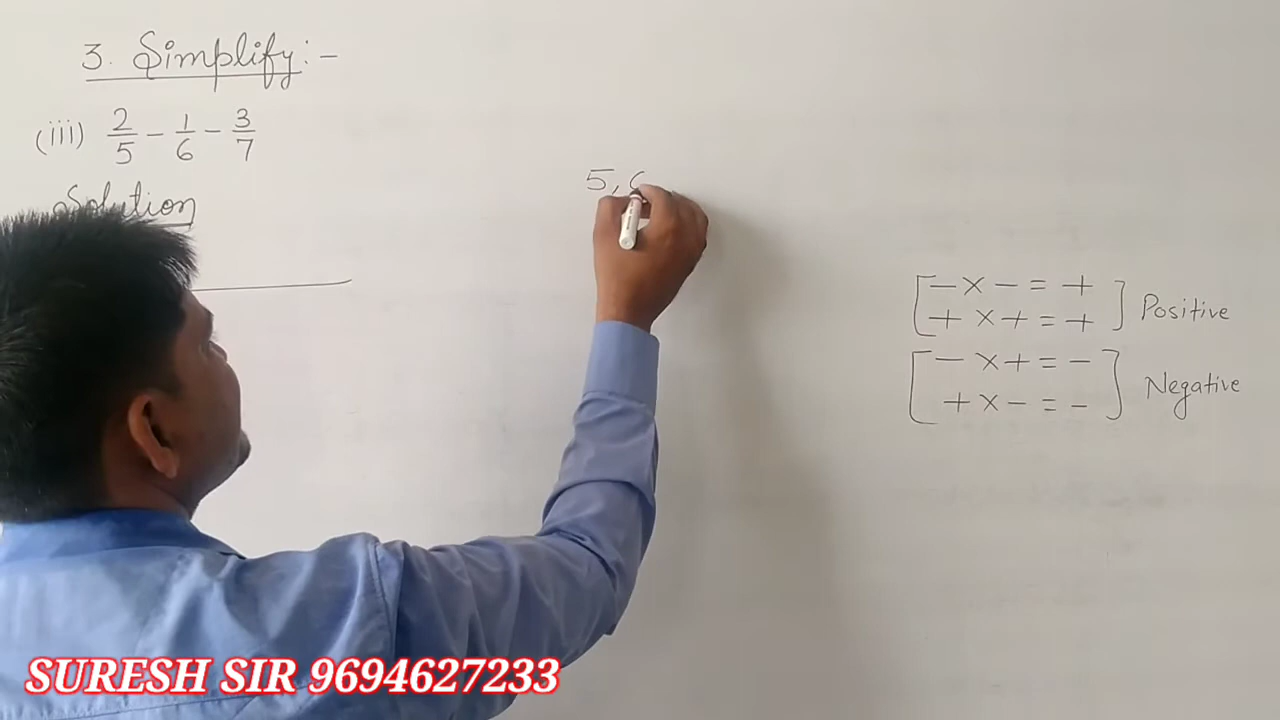 3. Simplify:-
(iii) 2/5 - 1/6 - 3/7
Solution
5, 6
[- × - = +
+ × + = +] Positive
[- × + = -
+ × - = -] Negative
SURESH SIR 9694627233